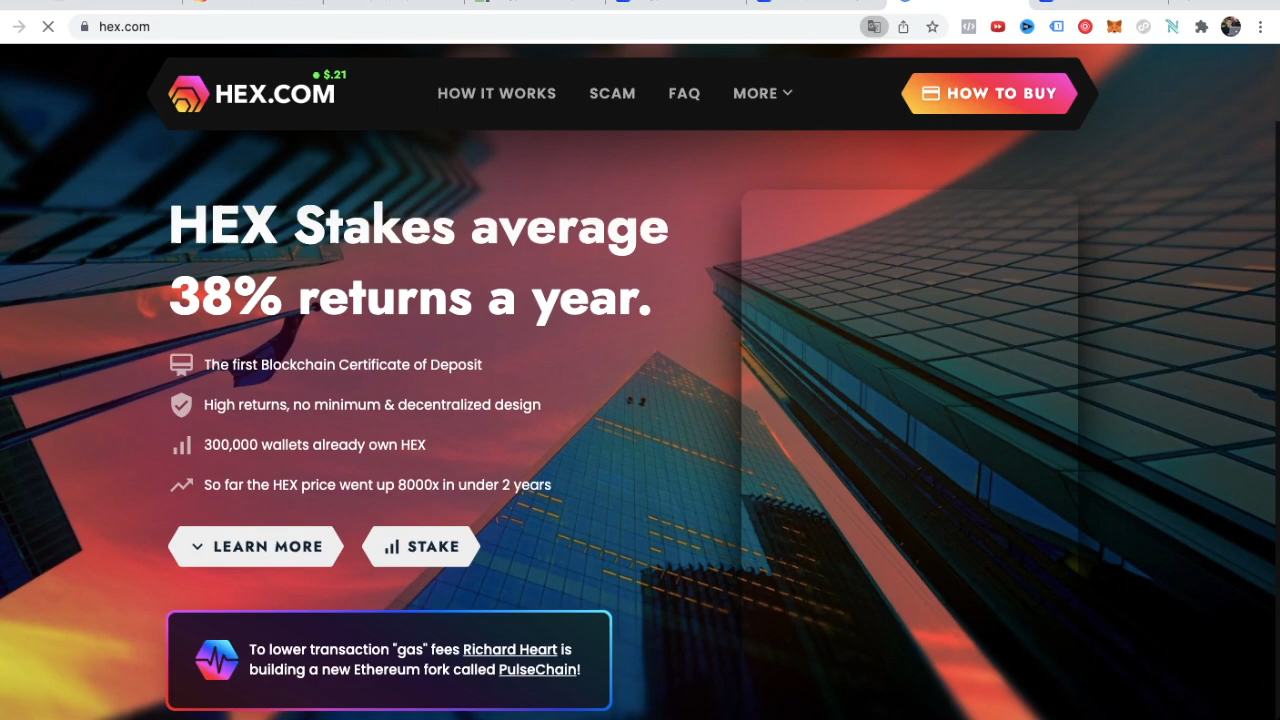 hex.com
$.21
HEX.COM
HOW IT WORKS
SCAM
FAQ
MORE
HOW TO BUY
HEX Stakes average
38% returns a year.
The first Blockchain Certificate of Deposit
High returns, no minimum & decentralized design
300,000 wallets already own HEX
So far the HEX price went up 8000x in under 2 years
LEARN MORE
STAKE
To lower transaction "gas" fees Richard Heart is
building a new Ethereum fork called PulseChain!